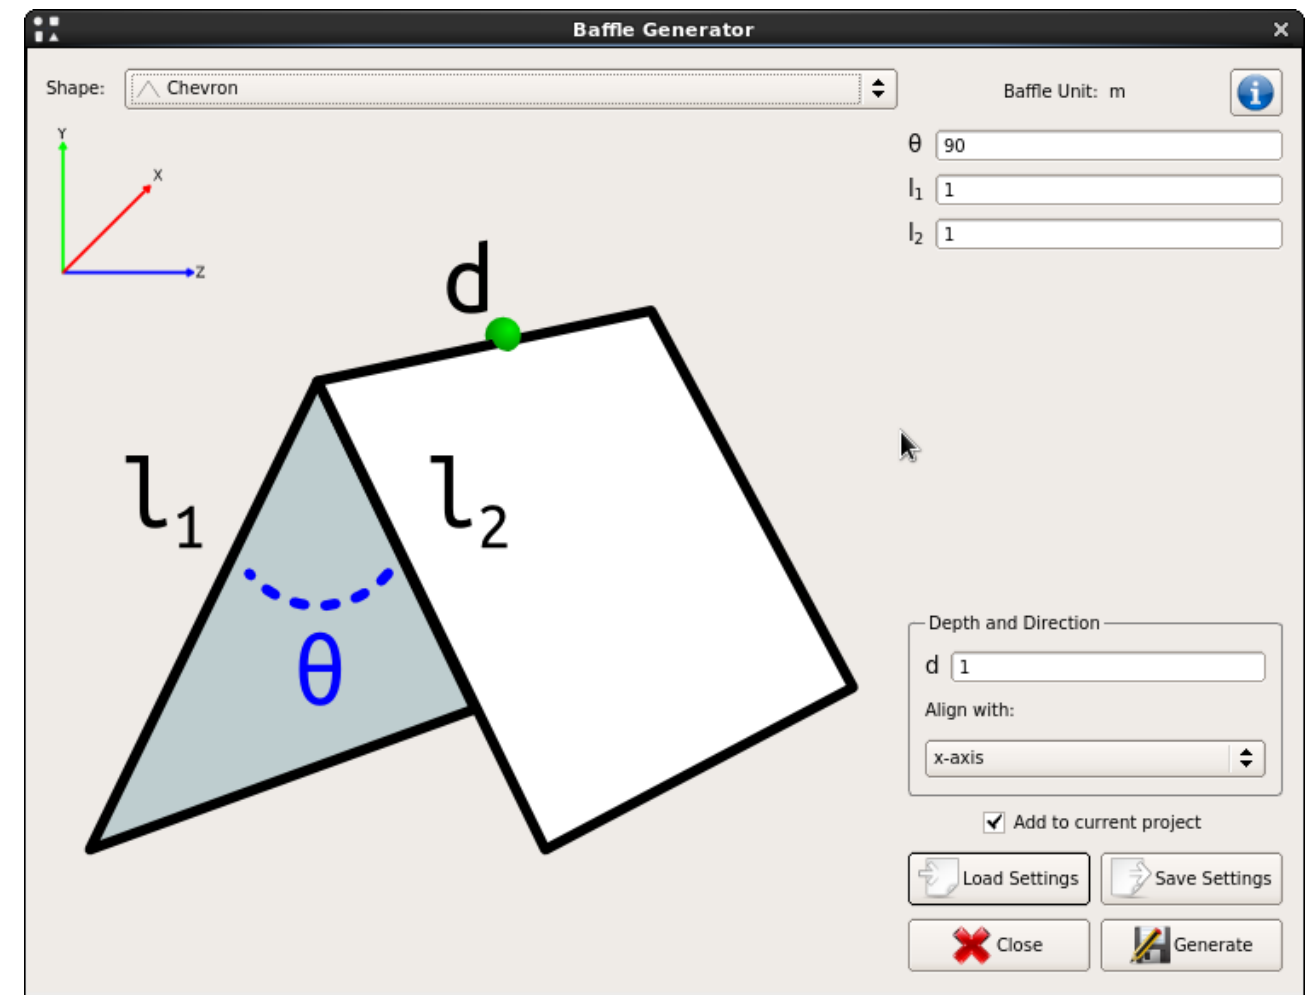 Baffle Generator
Shape: Chevron
Baffle Unit: m
Y
X
Z
θ 90
l₁ 1
l₂ 1
d
l₁
l₂
θ
Depth and Direction
d 1
Align with:
x-axis
Add to current project
Load Settings
Save Settings
Close
Generate